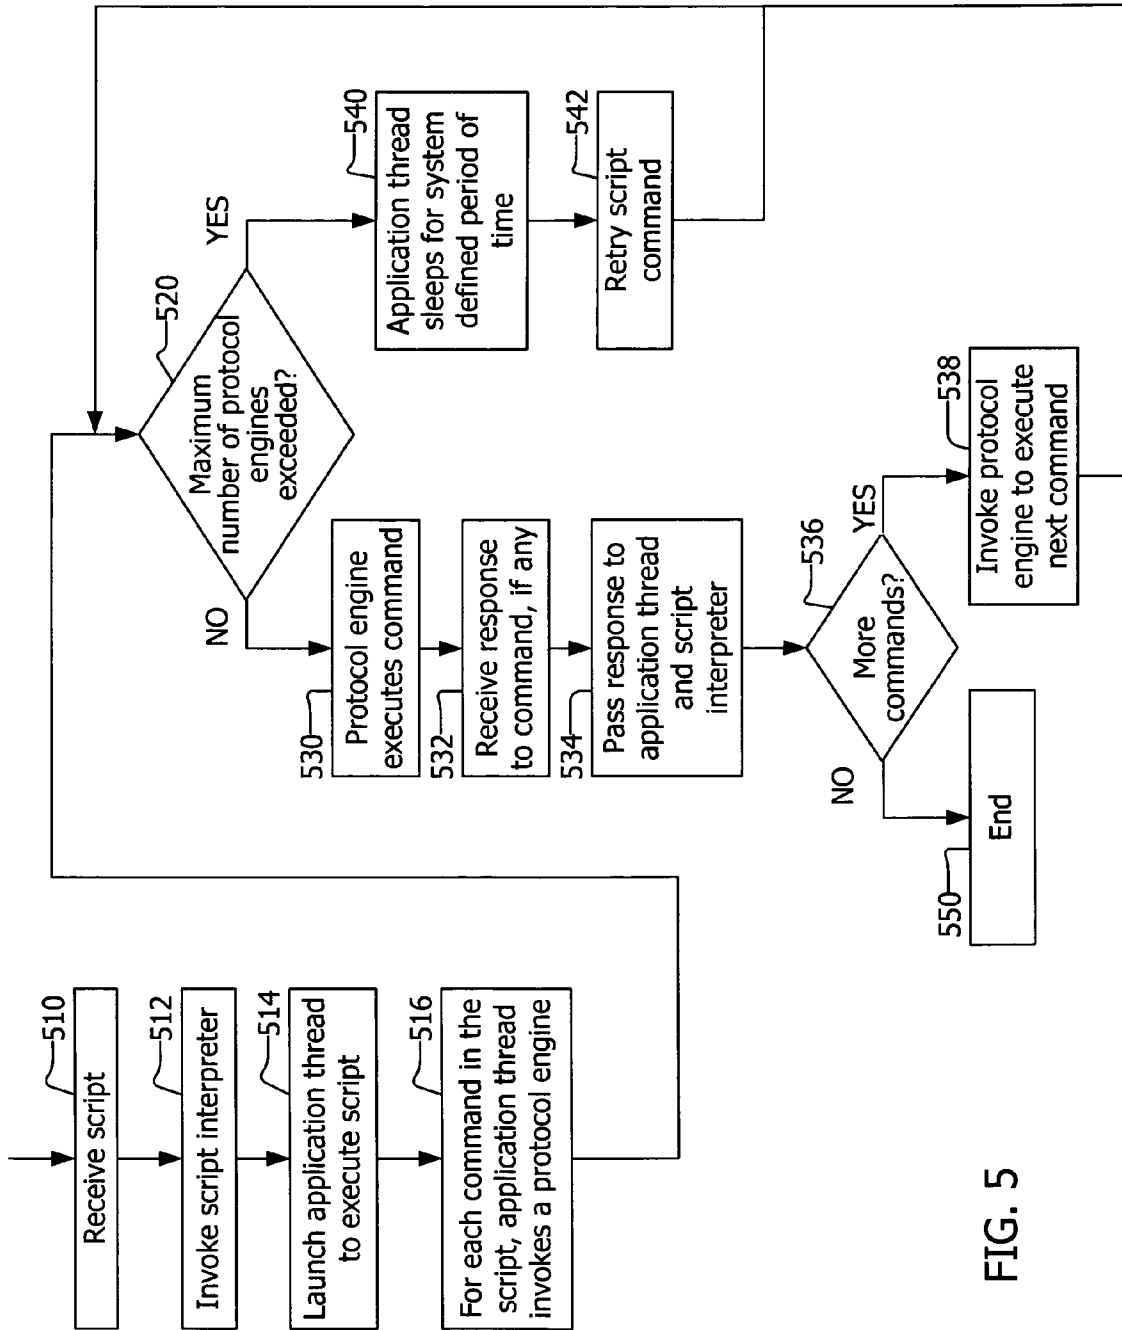 510
Receive script
512
Invoke script interpreter
514
Launch application thread
to execute script
516
For each command in the
script, application thread
invokes a protocol engine
520
Maximum
number of protocol
engines
exceeded?
NO
YES
530
Protocol engine
executes command
532
Receive response
to command, if any
534
Pass response to
application thread
and script
interpreter
536
More
commands?
NO
YES
550
End
538
Invoke protocol
engine to execute
next command
540
Application thread
sleeps for system
defined period of
time
542
Retry script
command
FIG. 5